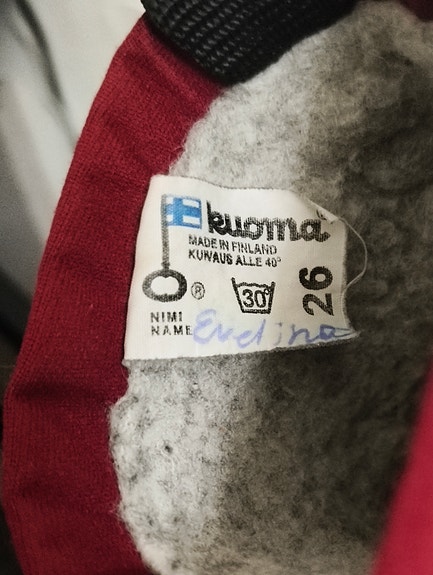 kuoma®
MADE IN FINLAND
KUIVAUS ALLE 40°
®
30°
26
NIMI
NAME Evelina